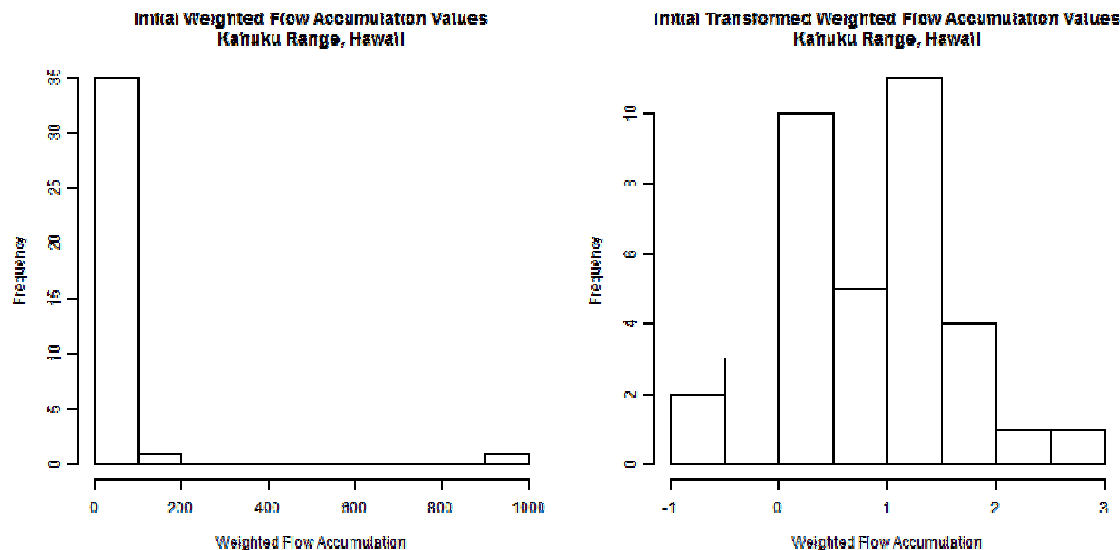 Initial Weighted Flow Accumulation Values
Kahuku Range, Hawaii
Frequency
35
30
25
20
15
10
5
0
0 200 400 600 800 1000
Weighted Flow Accumulation
Initial Transformed Weighted Flow Accumulation Values
Kahuku Range, Hawaii
Frequency
10
8
6
4
2
0
-1 0 1 2 3
Weighted Flow Accumulation